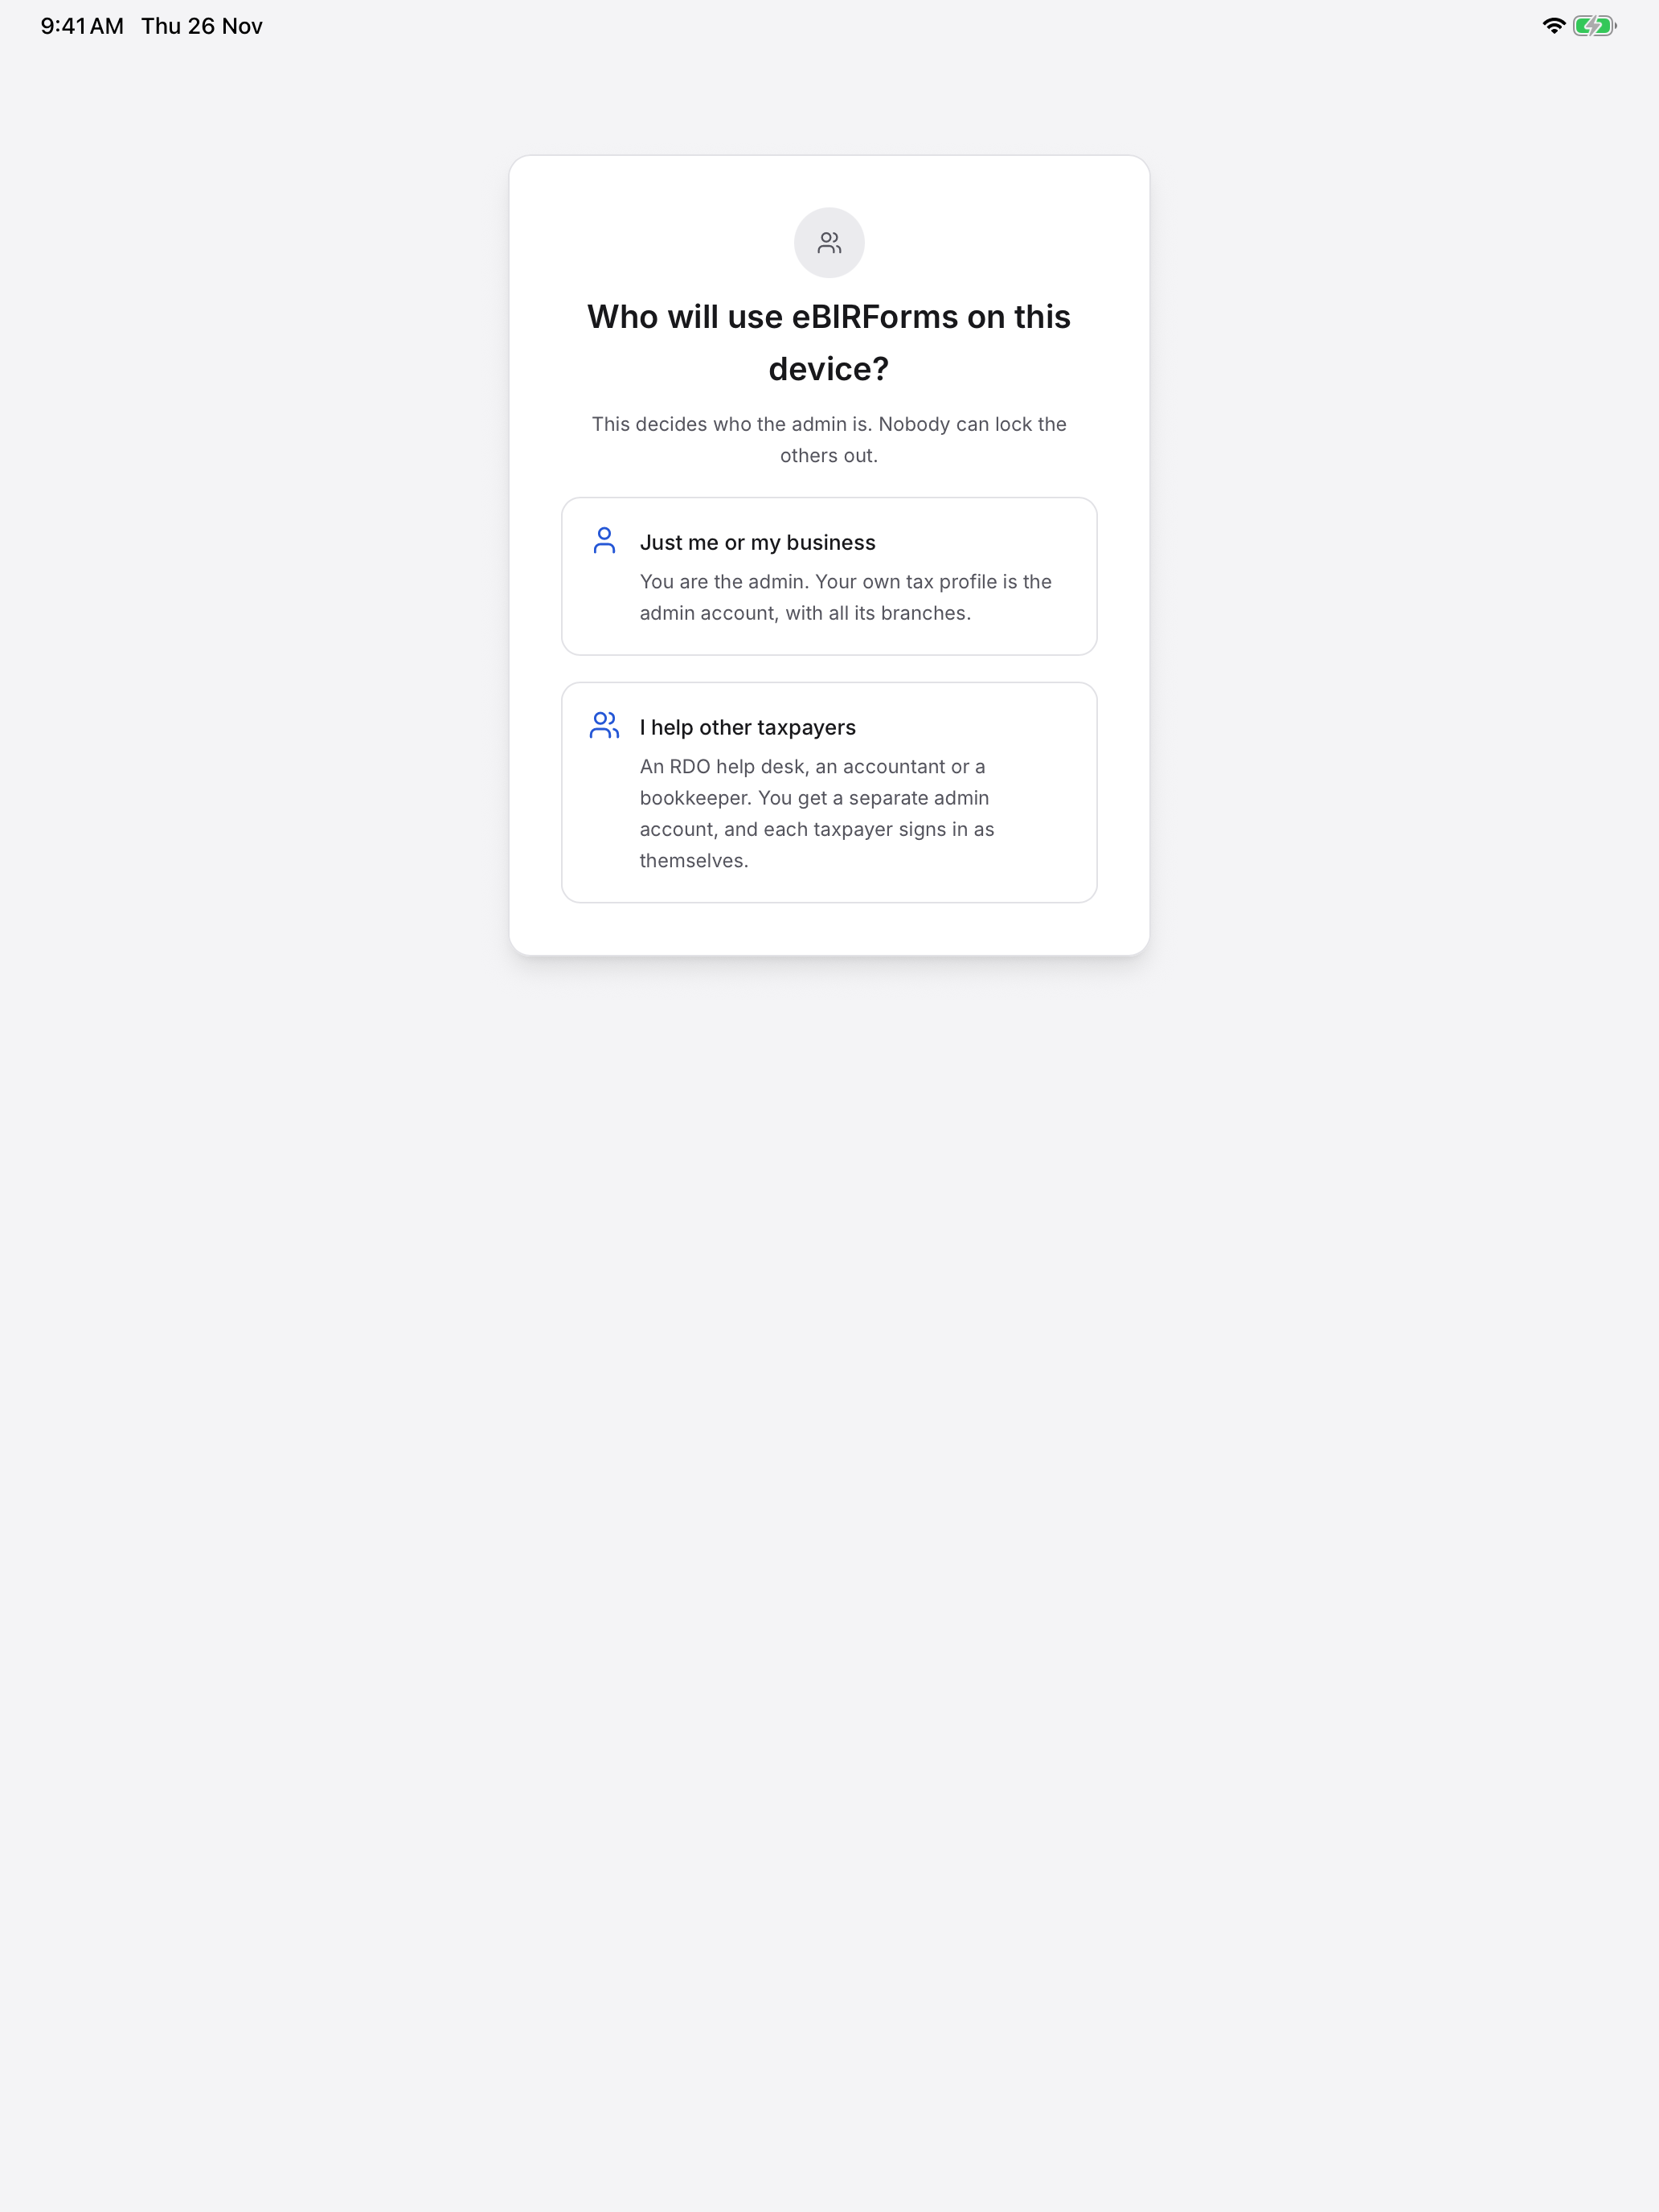 9:41 AM Thu 26 Nov
Who will use eBIRForms on this
device?
This decides who the admin is. Nobody can lock the
others out.
Just me or my business
You are the admin. Your own tax profile is the
admin account, with all its branches.
I help other taxpayers
An RDO help desk, an accountant or a
bookkeeper. You get a separate admin
account, and each taxpayer signs in as
themselves.